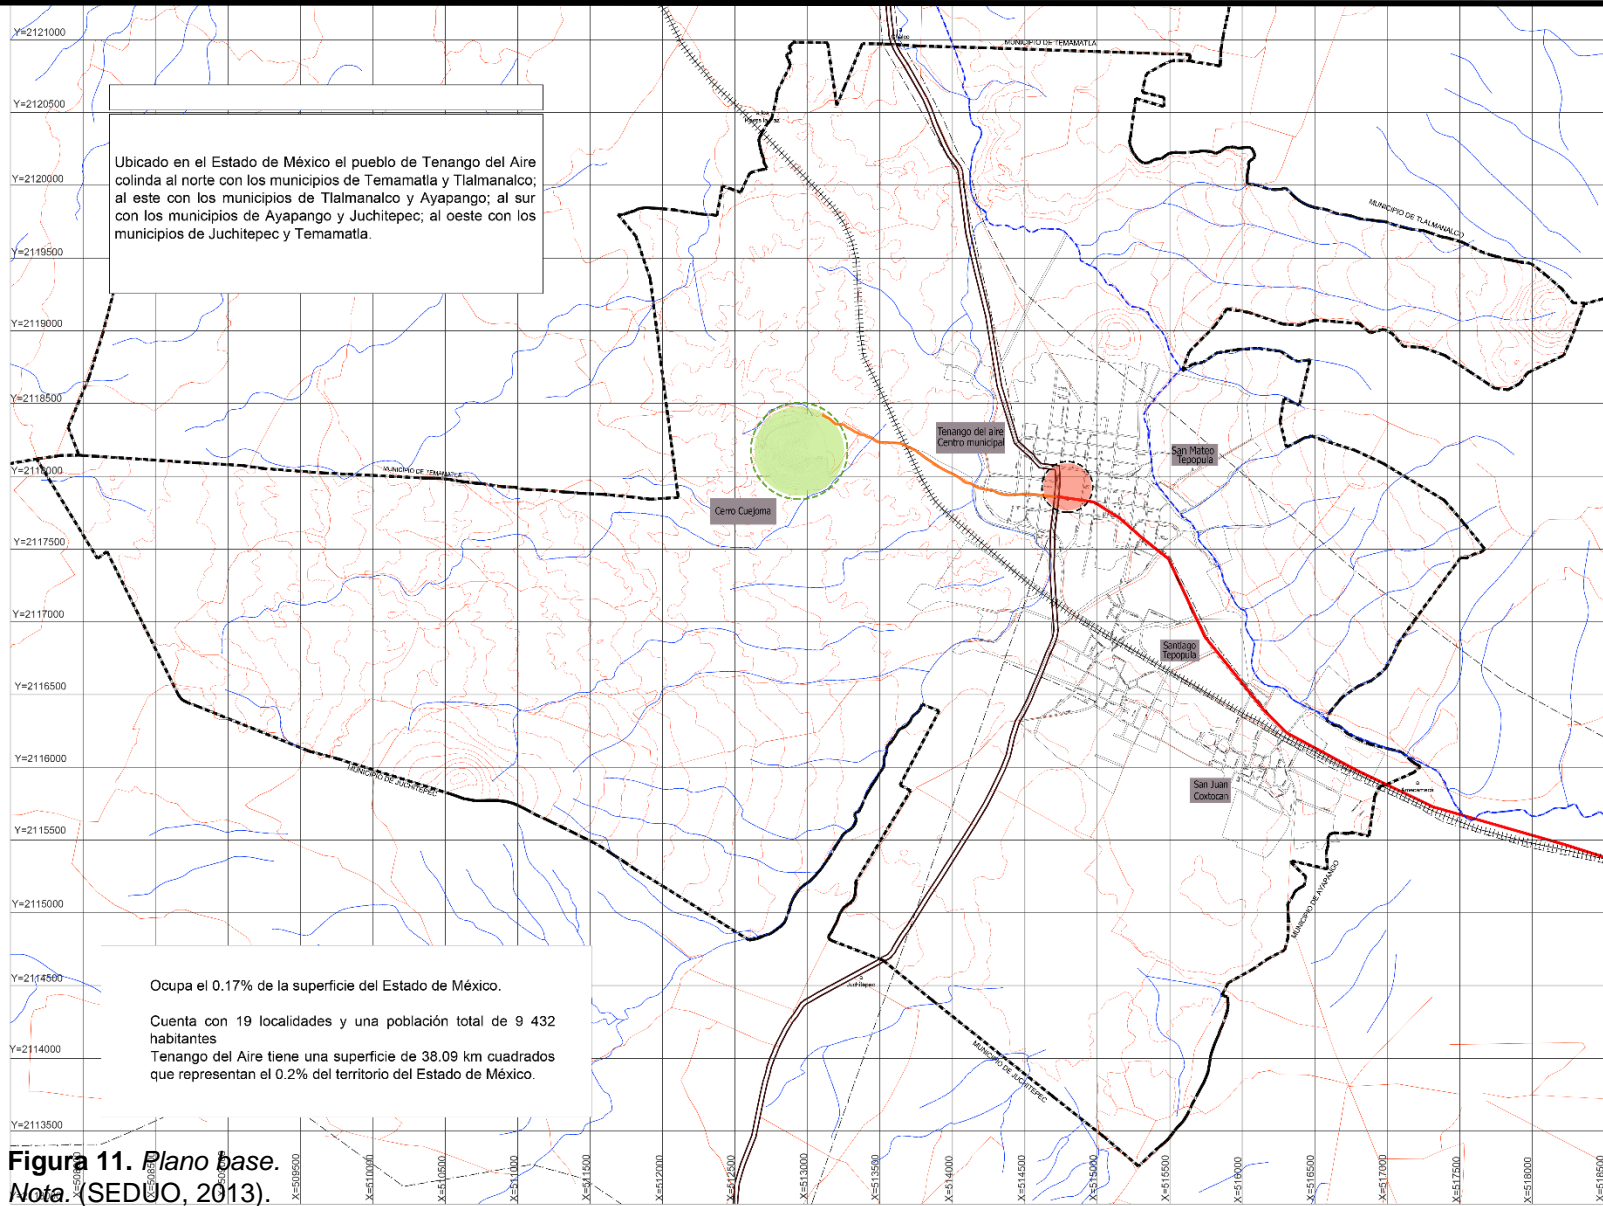 Y=2121000
MUNICIPIO DE TEMAMATLA
Y=2120500
Ubicado en el Estado de México el pueblo de Tenango del Aire
colinda al norte con los municipios de Temamatla y Tlalmanalco;
al este con los municipios de Tlalmanalco y Ayapango; al sur
con los municipios de Ayapango y Juchitepec; al oeste con los
municipios de Juchitepec y Temamatla.
Y=2120000
MUNICIPIO DE TLALMANALCO
Y=2119500
Y=2119000
Y=2118500
Tenango del aire
Centro municipal
San Mateo
Tepopula
Y=2118000
MUNICIPIO DE TEMAMATLA
Cerro Cuejoma
Y=2117500
Y=2117000
Santiago
Tepopula
Y=2116500
Y=2116000
MUNICIPIO DE JUCHITEPEC
San Juan
Coxtocan
Amecameca
Y=2115500
MUNICIPIO DE AYAPANGO
Y=2115000
Y=2114500
Juchitepec
Ocupa el 0.17% de la superficie del Estado de México.
Cuenta con 19 localidades y una población total de 9 432
habitantes
Tenango del Aire tiene una superficie de 38.09 km cuadrados
que representan el 0.2% del territorio del Estado de México.
Y=2114000
MUNICIPIO DE JUCHITEPEC
Y=2113500
Figura 11. Plano base.
Nota. (SEDUO, 2013).
X=509500
X=510000
X=510500
X=511000
X=511500
X=512000
X=512500
X=513000
X=513500
X=514000
X=514500
X=515000
X=515500
X=516000
X=516500
X=517000
X=517500
X=518000
X=518500